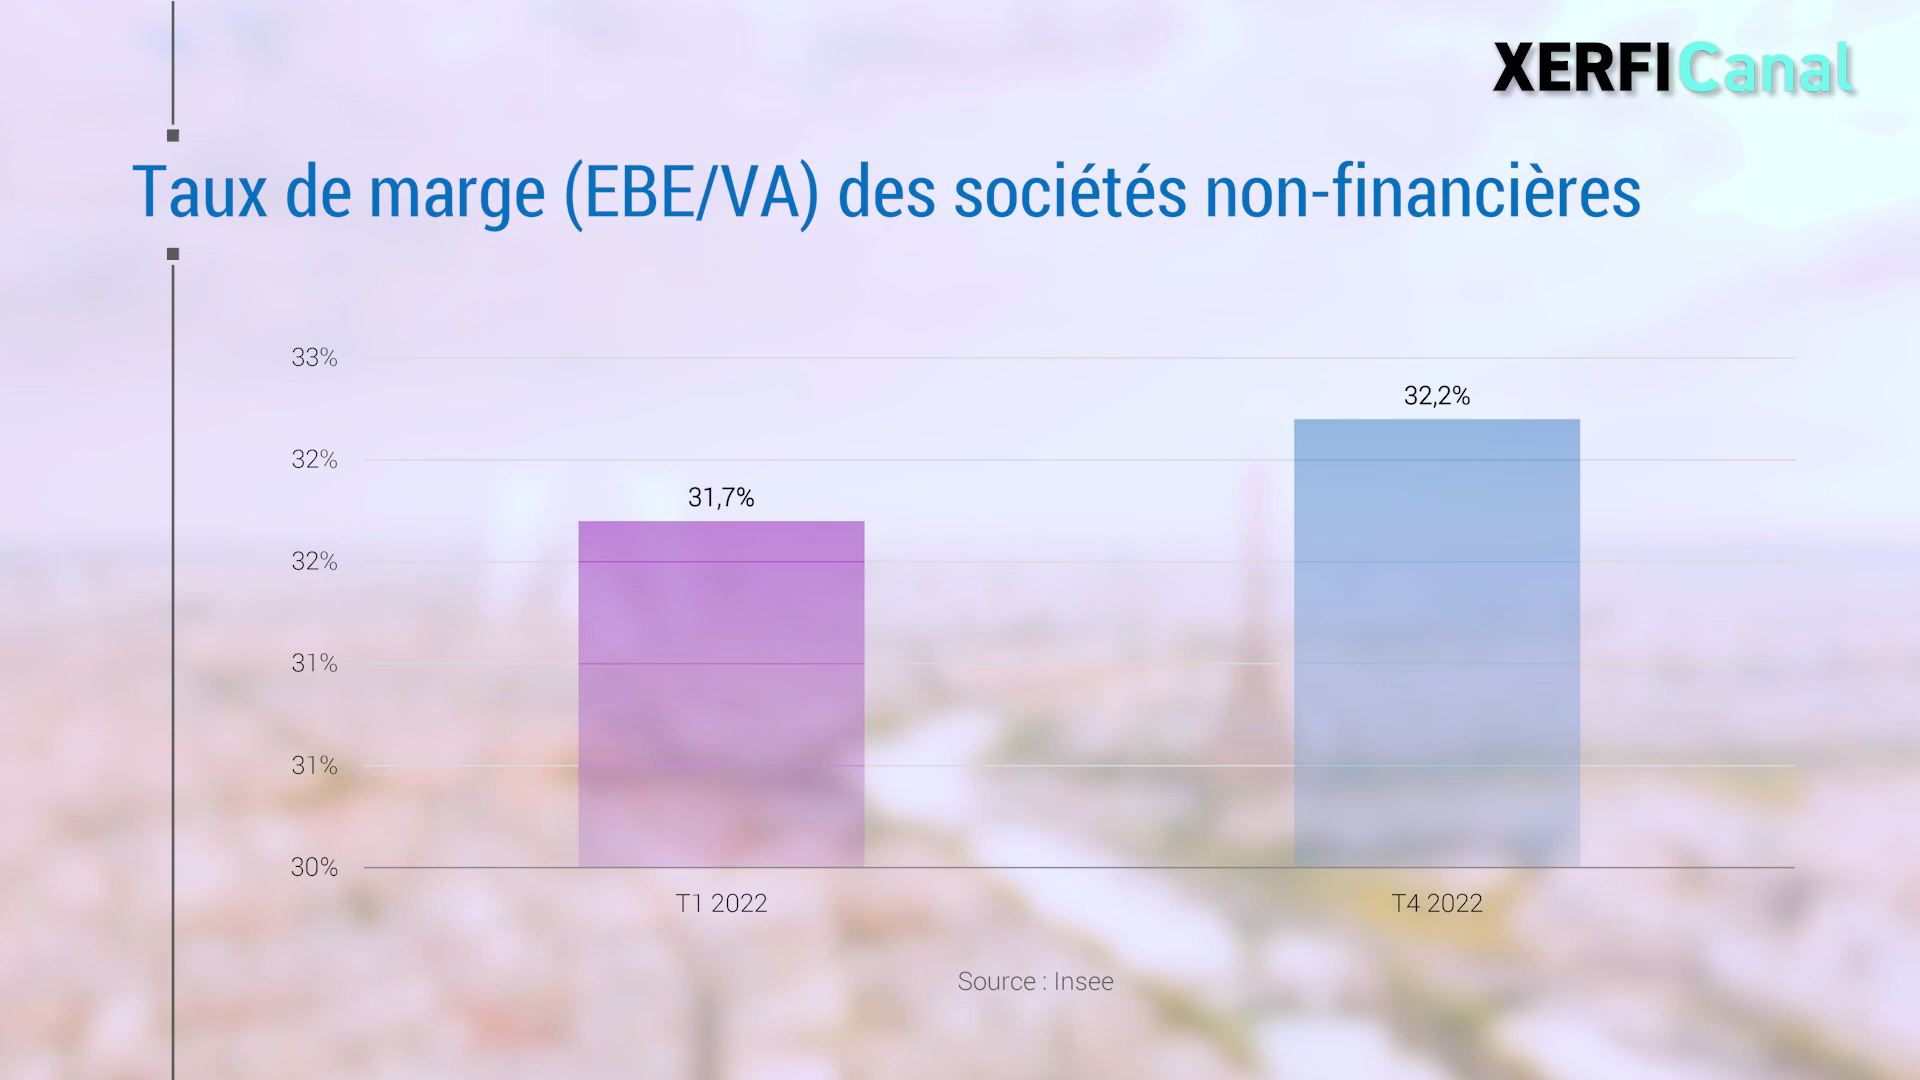 XERFI Canal
Taux de marge (EBE/VA) des sociétés non-financières
33%
32,2%
32%
31,7%
32%
31%
31%
30%
T1 2022
T4 2022
Source : Insee